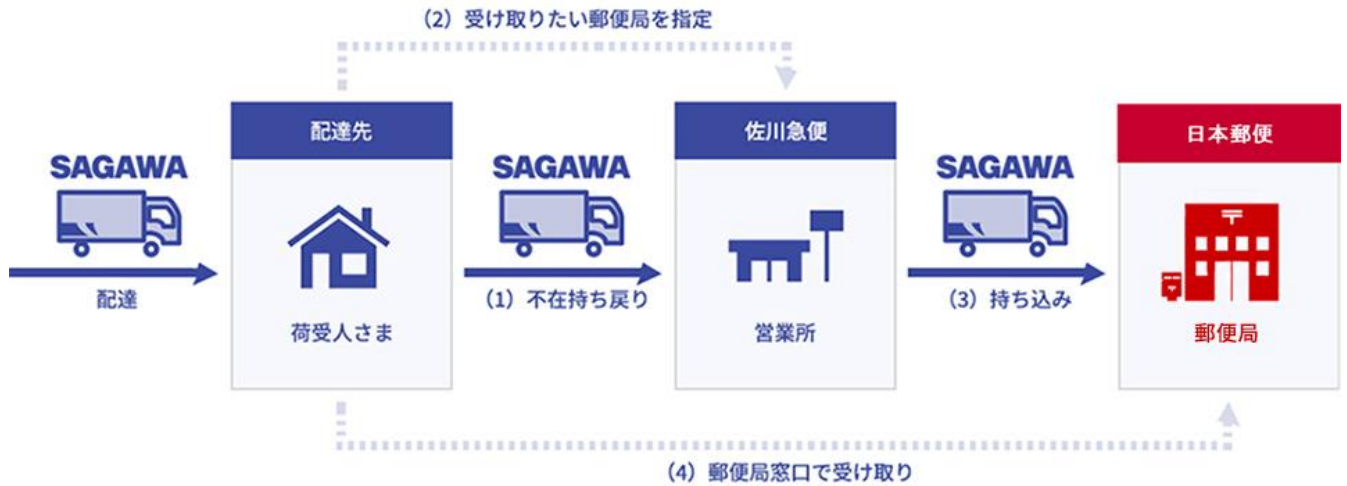 (2) 受け取りたい郵便局を指定
配達先
佐川急便
日本郵便
SAGAWA
SAGAWA
SAGAWA
配達
(1) 不在持ち戻り
(3) 持ち込み
荷受人さま
営業所
郵便局
(4) 郵便局窓口で受け取り